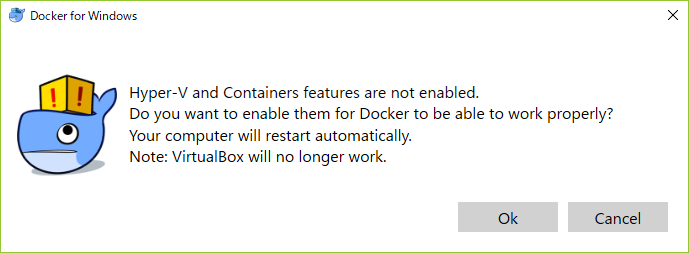 Docker for Windows
Hyper-V and Containers features are not enabled.
Do you want to enable them for Docker to be able to work properly?
Your computer will restart automatically.
Note: VirtualBox will no longer work.
Ok
Cancel